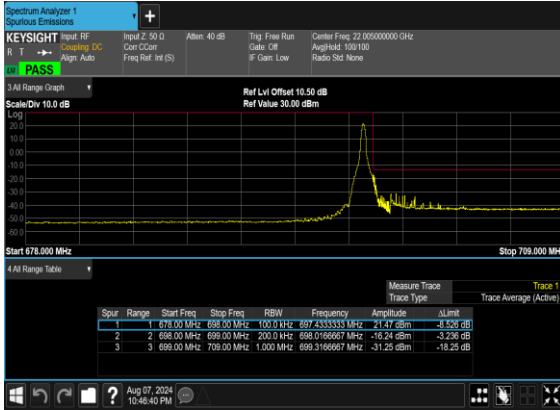 Spectrum Analyzer 1
Spurious Emissions
+
KEYSIGHT Input: RF Input Z: 50 Ω Atten: 40 dB Trig: Free Run Center Freq: 22.005000000 GHz
R T Coupling: DC Corr CCorr Gate: Off Avg|Hold: 100/100
Align: Auto Freq Ref: Int (S) IF Gain: Low Radio Std: None
PASS
3 All Range Graph
Ref Lvl Offset 10.50 dB
Scale/Div 10.0 dB Ref Value 30.00 dBm
Log
20.0
10.0
0.00
-10.0
-20.0
-30.0
-40.0
-50.0
-60.0
Start 678.000 MHz Stop 709.000 MH
4 All Range Table
Measure Trace Trace 1
Trace Type Trace Average (Active)
Spur Range Start Freq Stop Freq RBW Frequency Amplitude ΔLimit
1 1 678.00 MHz 698.00 MHz 100.0 kHz 697.4333333 MHz 21.47 dBm -8.526 dB
2 2 698.00 MHz 699.00 MHz 200.0 kHz 698.0166667 MHz -16.24 dBm -3.236 dB
3 3 699.00 MHz 709.00 MHz 1.000 MHz 699.3166667 MHz -31.25 dBm -18.25 dB
?
Aug 07, 2024
10:46:40 PM